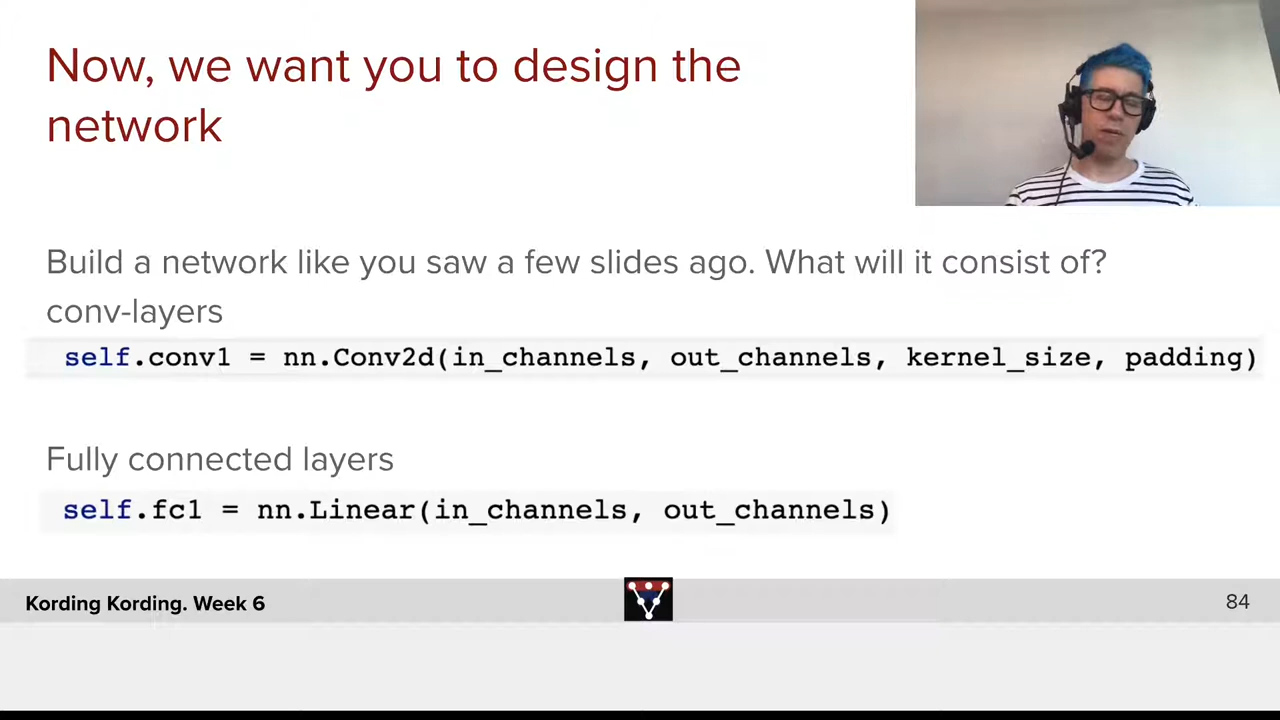 Now, we want you to design the
network
Build a network like you saw a few slides ago. What will it consist of?
conv-layers
self.conv1 = nn.Conv2d(in_channels, out_channels, kernel_size, padding)
Fully connected layers
self.fc1 = nn.Linear(in_channels, out_channels)
Kording Kording. Week 6
84